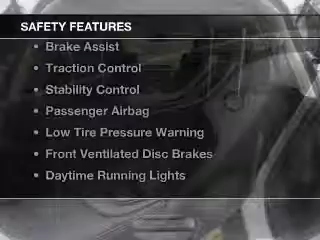 SAFETY FEATURES
• Brake Assist
• Traction Control
• Stability Control
• Passenger Airbag
• Low Tire Pressure Warning
• Front Ventilated Disc Brakes
• Daytime Running Lights